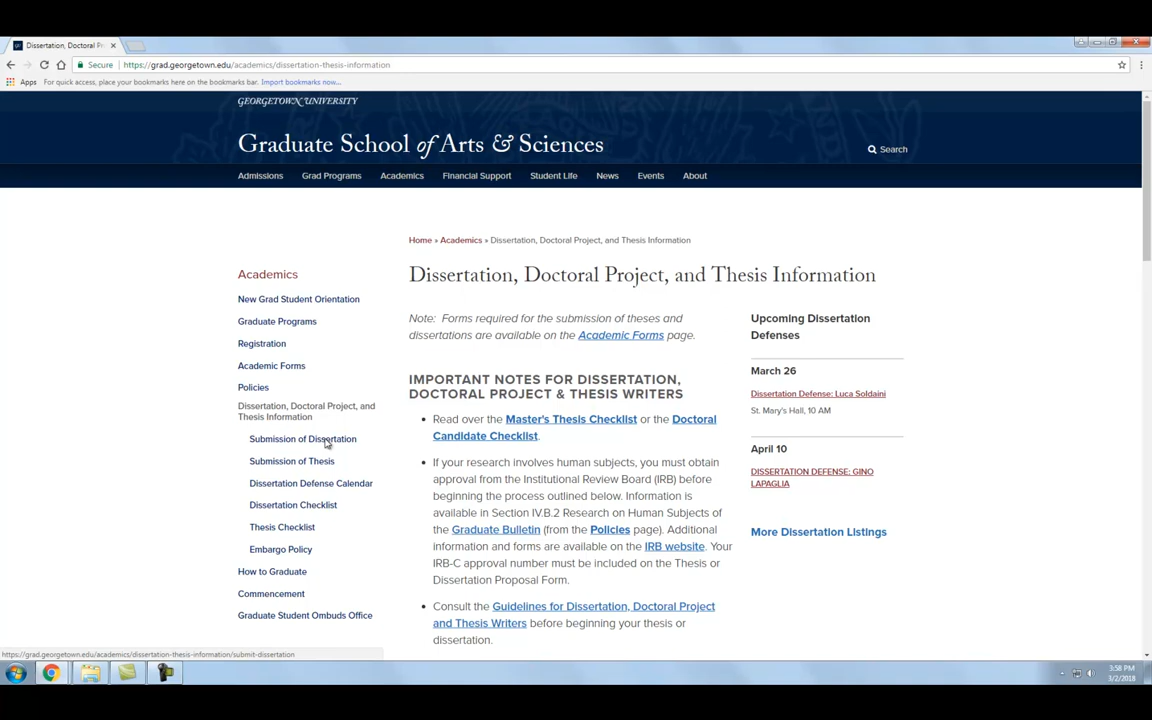 Dissertation, Doctoral Pr
Secure
https://grad.georgetown.edu/academics/dissertation-thesis-information
Apps
For quick access, place your bookmarks here on the bookmarks bar. Import bookmarks now...
GEORGETOWN UNIVERSITY
Graduate School of Arts & Sciences
Search
Admissions Grad Programs Academics Financial Support Student Life News Events About
Home » Academics » Dissertation, Doctoral Project, and Thesis Information
Academics
New Grad Student Orientation
Graduate Programs
Registration
Academic Forms
Policies
Dissertation, Doctoral Project, and
Thesis Information
Submission of Dissertation
Submission of Thesis
Dissertation Defense Calendar
Dissertation Checklist
Thesis Checklist
Embargo Policy
How to Graduate
Commencement
Graduate Student Ombuds Office
Dissertation, Doctoral Project, and Thesis Information
Note: Forms required for the submission of theses and
dissertations are available on the Academic Forms page.
IMPORTANT NOTES FOR DISSERTATION,
DOCTORAL PROJECT & THESIS WRITERS
• Read over the Master's Thesis Checklist or the Doctoral
Candidate Checklist.
• If your research involves human subjects, you must obtain
approval from the Institutional Review Board (IRB) before
beginning the process outlined below. Information is
available in Section IV.B.2 Research on Human Subjects of
the Graduate Bulletin (from the Policies page). Additional
information and forms are available on the IRB website. Your
IRB-C approval number must be included on the Thesis or
Dissertation Proposal Form.
• Consult the Guidelines for Dissertation, Doctoral Project
and Thesis Writers before beginning your thesis or
dissertation.
Upcoming Dissertation
Defenses
March 26
Dissertation Defense: Luca Soldaini
St. Mary's Hall, 10 AM
April 10
DISSERTATION DEFENSE: GINO
LAPAGLIA
More Dissertation Listings
https://grad.georgetown.edu/academics/dissertation-thesis-information/submit-dissertation
3:58 PM
3/2/2018